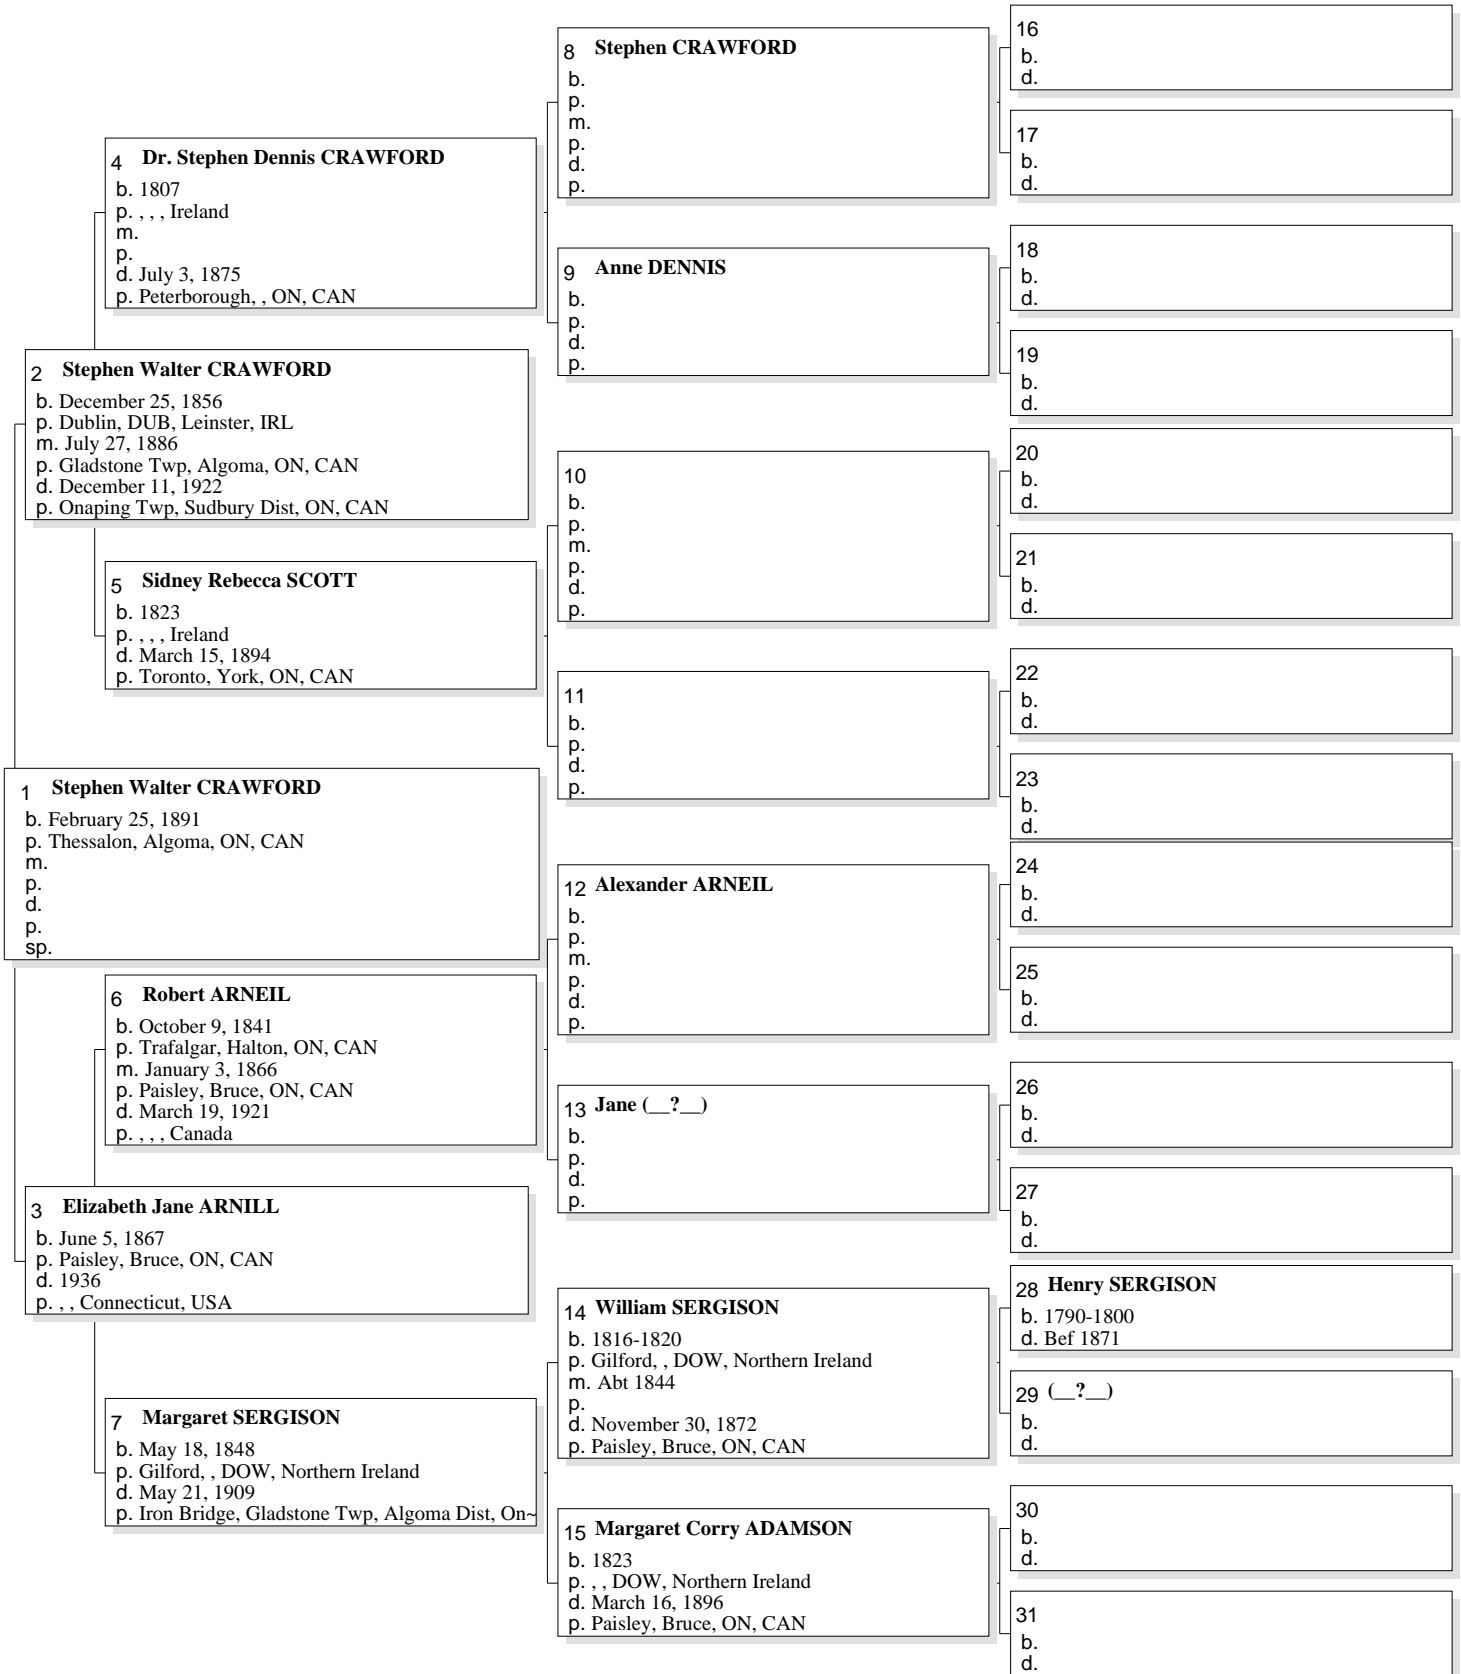 1 Stephen Walter CRAWFORD
b. February 25, 1891
p. Thessalon, Algoma, ON, CAN
m.
p.
d.
p.
sp.
2 Stephen Walter CRAWFORD
b. December 25, 1856
p. Dublin, DUB, Leinster, IRL
m. July 27, 1886
p. Gladstone Twp, Algoma, ON, CAN
d. December 11, 1922
p. Onaping Twp, Sudbury Dist, ON, CAN
3 Elizabeth Jane ARNILL
b. June 5, 1867
p. Paisley, Bruce, ON, CAN
d. 1936
p. , , Connecticut, USA
4 Dr. Stephen Dennis CRAWFORD
b. 1807
p. , , , Ireland
m.
p.
d. July 3, 1875
p. Peterborough, , ON, CAN
5 Sidney Rebecca SCOTT
b. 1823
p. , , , Ireland
d. March 15, 1894
p. Toronto, York, ON, CAN
6 Robert ARNEIL
b. October 9, 1841
p. Trafalgar, Halton, ON, CAN
m. January 3, 1866
p. Paisley, Bruce, ON, CAN
d. March 19, 1921
p. , , , Canada
7 Margaret SERGISON
b. May 18, 1848
p. Gilford, , DOW, Northern Ireland
d. May 21, 1909
p. Iron Bridge, Gladstone Twp, Algoma Dist, On~
8 Stephen CRAWFORD
b.
p.
m.
p.
d.
p.
9 Anne DENNIS
b.
p.
d.
p.
10
b.
p.
m.
p.
d.
p.
11
b.
p.
d.
p.
12 Alexander ARNEIL
b.
p.
m.
p.
d.
p.
13 Jane (__?__)
b.
p.
d.
p.
14 William SERGISON
b. 1816-1820
p. Gilford, , DOW, Northern Ireland
m. Abt 1844
p.
d. November 30, 1872
p. Paisley, Bruce, ON, CAN
15 Margaret Corry ADAMSON
b. 1823
p. , , DOW, Northern Ireland
d. March 16, 1896
p. Paisley, Bruce, ON, CAN
16
b.
d.
17
b.
d.
18
b.
d.
19
b.
d.
20
b.
d.
21
b.
d.
22
b.
d.
23
b.
d.
24
b.
d.
25
b.
d.
26
b.
d.
27
b.
d.
28 Henry SERGISON
b. 1790-1800
d. Bef 1871
29 (__?__)
b.
d.
30
b.
d.
31
b.
d.